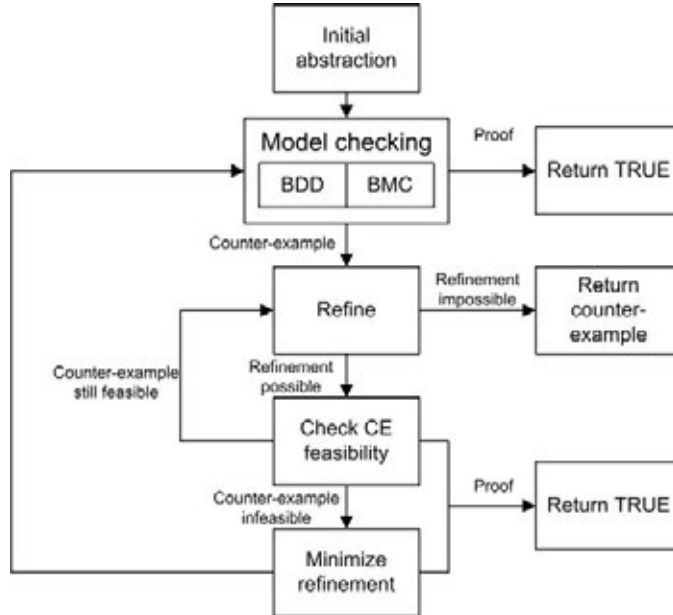 Initial
abstraction
Model checking
BDD
BMC
Proof
Return TRUE
Counter-example
Refine
Refinement
impossible
Return
counter-
example
Counter-example
still feasible
Refinement
possible
Check CE
feasibility
Counter-example
infeasible
Proof
Return TRUE
Minimize
refinement